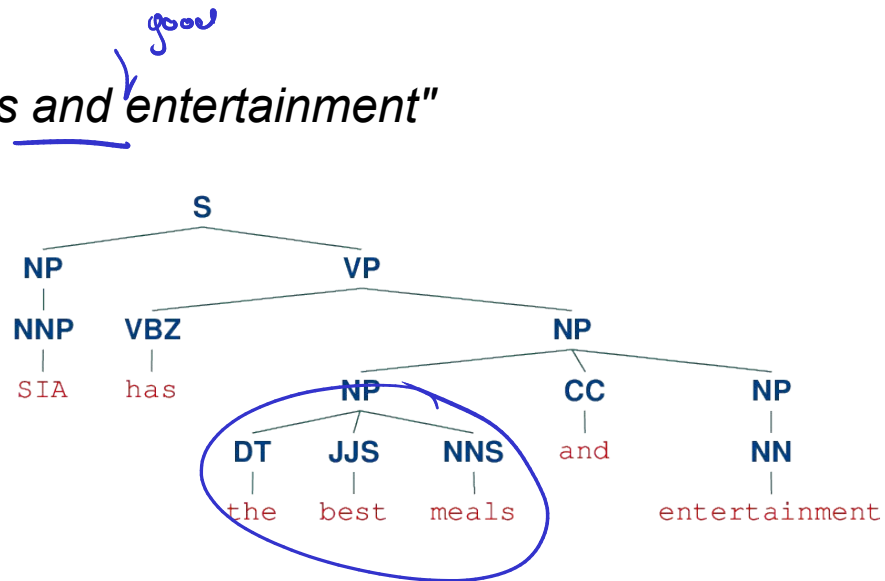 good
s and entertainment"
S
NP VP
NNP VBZ NP
SIA has NP CC NP
DT JJS NNS and NN
the best meals entertainment